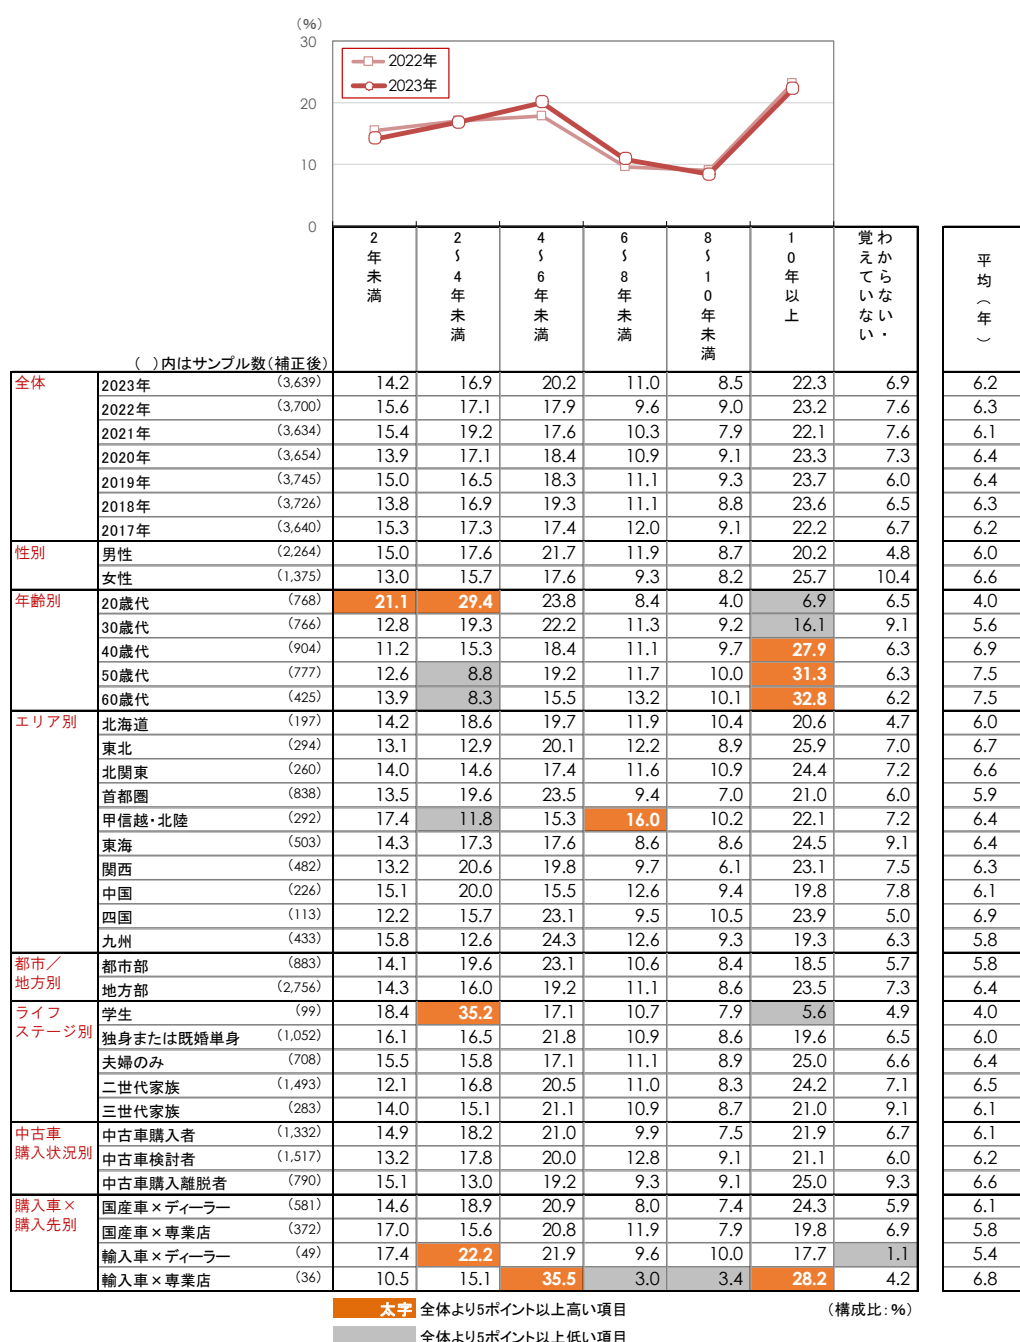 (%)
30
20
10
0
2022年
2023年
2年未満
2〜4年未満
4〜6年未満
6〜8年未満
8〜10年未満
10年以上
わからない・覚えていない
平均(年)
( )内はサンプル数(補正後)
全体 2023年 (3,639) 14.2 16.9 20.2 11.0 8.5 22.3 6.9 6.2
2022年 (3,700) 15.6 17.1 17.9 9.6 9.0 23.2 7.6 6.3
2021年 (3,634) 15.4 19.2 17.6 10.3 7.9 22.1 7.6 6.1
2020年 (3,654) 13.9 17.1 18.4 10.9 9.1 23.3 7.3 6.4
2019年 (3,745) 15.0 16.5 18.3 11.1 9.3 23.7 6.0 6.4
2018年 (3,726) 13.8 16.9 19.3 11.1 8.8 23.6 6.5 6.3
2017年 (3,640) 15.3 17.3 17.4 12.0 9.1 22.2 6.7 6.2
性別 男性 (2,264) 15.0 17.6 21.7 11.9 8.7 20.2 4.8 6.0
女性 (1,375) 13.0 15.7 17.6 9.3 8.2 25.7 10.4 6.6
年齢別 20歳代 (768) 21.1 29.4 23.8 8.4 4.0 6.9 6.5 4.0
30歳代 (766) 12.8 19.3 22.2 11.3 9.2 16.1 9.1 5.6
40歳代 (904) 11.2 15.3 18.4 11.1 9.7 27.9 6.3 6.9
50歳代 (777) 12.6 8.8 19.2 11.7 10.0 31.3 6.3 7.5
60歳代 (425) 13.9 8.3 15.5 13.2 10.1 32.8 6.2 7.5
エリア別 北海道 (197) 14.2 18.6 19.7 11.9 10.4 20.6 4.7 6.0
東北 (294) 13.1 12.9 20.1 12.2 8.9 25.9 7.0 6.7
北関東 (260) 14.0 14.6 17.4 11.6 10.9 24.4 7.2 6.6
首都圏 (838) 13.5 19.6 23.5 9.4 7.0 21.0 6.0 5.9
甲信越・北陸 (292) 17.4 11.8 15.3 16.0 10.2 22.1 7.2 6.4
東海 (503) 14.3 17.3 17.6 8.6 8.6 24.5 9.1 6.4
関西 (482) 13.2 20.6 19.8 9.7 6.1 23.1 7.5 6.3
中国 (226) 15.1 20.0 15.5 12.6 9.4 19.8 7.8 6.1
四国 (113) 12.2 15.7 23.1 9.5 10.5 23.9 5.0 6.9
九州 (433) 15.8 12.6 24.3 12.6 9.3 19.3 6.3 5.8
都市/地方別 都市部 (883) 14.1 19.6 23.1 10.6 8.4 18.5 5.7 5.8
地方部 (2,756) 14.3 16.0 19.2 11.1 8.6 23.5 7.3 6.4
ライフステージ別 学生 (99) 18.4 35.2 17.1 10.7 7.9 5.6 4.9 4.0
独身または既婚単身 (1,052) 16.1 16.5 21.8 10.9 8.6 19.6 6.5 6.0
夫婦のみ (708) 15.5 15.8 17.1 11.1 8.9 25.0 6.6 6.4
二世代家族 (1,493) 12.1 16.8 20.5 11.0 8.3 24.2 7.1 6.5
三世代家族 (283) 14.0 15.1 21.1 10.9 8.7 21.0 9.1 6.1
中古車購入状況別 中古車購入者 (1,332) 14.9 18.2 21.0 9.9 7.5 21.9 6.7 6.1
中古車検討者 (1,517) 13.2 17.8 20.0 12.8 9.1 21.1 6.0 6.2
中古車購入離脱者 (790) 15.1 13.0 19.2 9.3 9.1 25.0 9.3 6.6
購入車×購入先別 国産車×ディーラー (581) 14.6 18.9 20.9 8.0 7.4 24.3 5.9 6.1
国産車×専業店 (372) 17.0 15.6 20.8 11.9 7.9 19.8 6.9 5.8
輸入車×ディーラー (49) 17.4 22.2 21.9 9.6 10.0 17.7 1.1 5.4
輸入車×専業店 (36) 10.5 15.1 35.5 3.0 3.4 28.2 4.2 6.8
太字 全体より5ポイント以上高い項目 (構成比:%)
全体より5ポイント以上低い項目